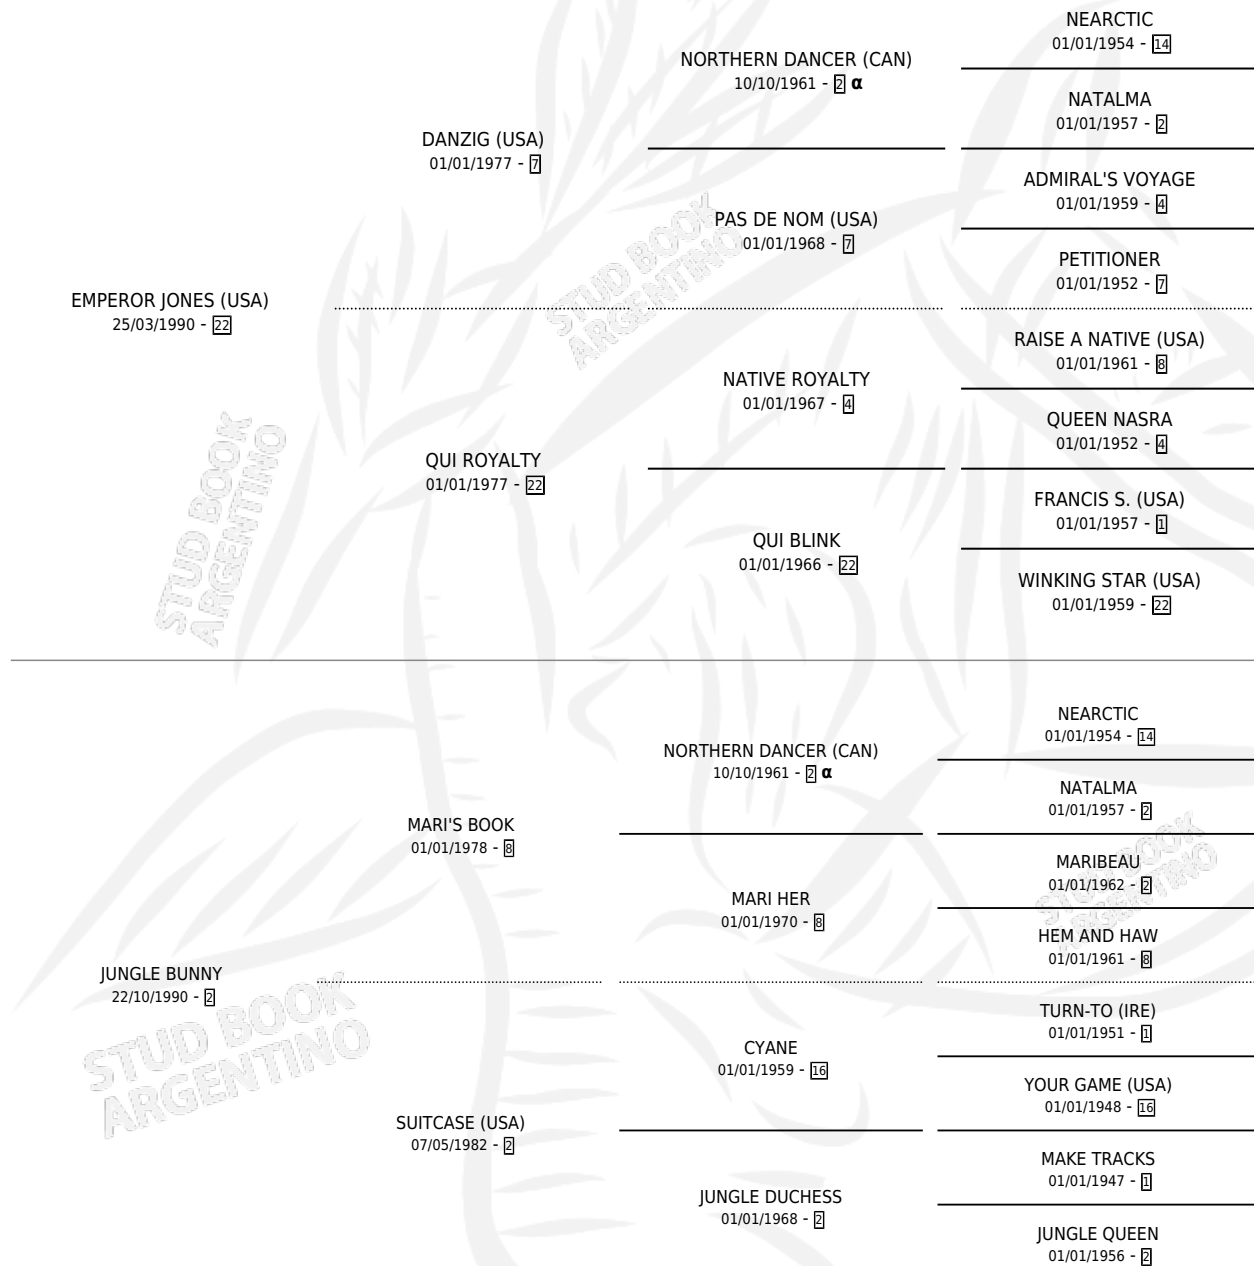 NEARCTIC
01/01/1954 - 14
NORTHERN DANCER (CAN)
10/10/1961 - 2 α
NATALMA
01/01/1957 - 2
DANZIG (USA)
01/01/1977 - 7
ADMIRAL'S VOYAGE
01/01/1959 - 4
PAS DE NOM (USA)
01/01/1968 - 7
PETITIONER
01/01/1952 - 7
EMPEROR JONES (USA)
25/03/1990 - 22
RAISE A NATIVE (USA)
01/01/1961 - 8
NATIVE ROYALTY
01/01/1967 - 4
QUEEN NASRA
01/01/1952 - 4
QUI ROYALTY
01/01/1977 - 22
FRANCIS S. (USA)
01/01/1957 - 1
QUI BLINK
01/01/1966 - 22
WINKING STAR (USA)
01/01/1959 - 22
NEARCTIC
01/01/1954 - 14
NORTHERN DANCER (CAN)
10/10/1961 - 2 α
NATALMA
01/01/1957 - 2
MARI'S BOOK
01/01/1978 - 8
MARIBEAU
01/01/1962 - 2
MARI HER
01/01/1970 - 8
HEM AND HAW
01/01/1961 - 8
JUNGLE BUNNY
22/10/1990 - 2
TURN-TO (IRE)
01/01/1951 - 1
CYANE
01/01/1959 - 16
YOUR GAME (USA)
01/01/1948 - 16
SUITCASE (USA)
07/05/1982 - 2
MAKE TRACKS
01/01/1947 - 1
JUNGLE DUCHESS
01/01/1968 - 2
JUNGLE QUEEN
01/01/1956 - 2
STUD BOOK
ARGENTINO
STUD BOOK
ARGENTINO
STUD BOOK
ARGENTINO
STUD BOOK
ARGENTINO